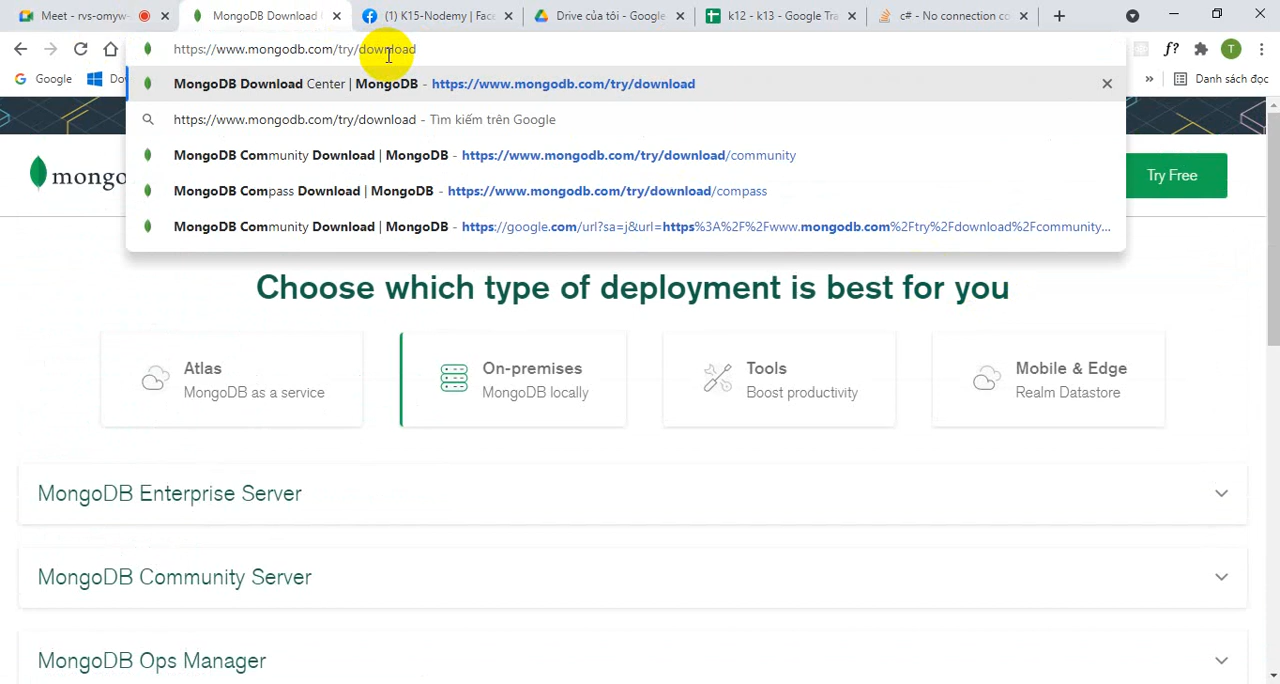 Meet - rvs-omyw-
MongoDB Download
(1) K15-Nodemy | Fac
Drive của tôi - Google
k12 - k13 - Google Tra
c# - No connection co
https://www.mongodb.com/try/download
f?
T
Google
Do
Danh sách đọc
MongoDB Download Center | MongoDB - https://www.mongodb.com/try/download
https://www.mongodb.com/try/download - Tìm kiếm trên Google
MongoDB Community Download | MongoDB - https://www.mongodb.com/try/download/community
MongoDB Compass Download | MongoDB - https://www.mongodb.com/try/download/compass
MongoDB Community Download | MongoDB - https://google.com/url?sa=j&url=https%3A%2F%2Fwww.mongodb.com%2Ftry%2Fdownload%2Fcommunity...
mongo
Try Free
Choose which type of deployment is best for you
Atlas
MongoDB as a service
On-premises
MongoDB locally
Tools
Boost productivity
Mobile & Edge
Realm Datastore
MongoDB Enterprise Server
MongoDB Community Server
MongoDB Ops Manager